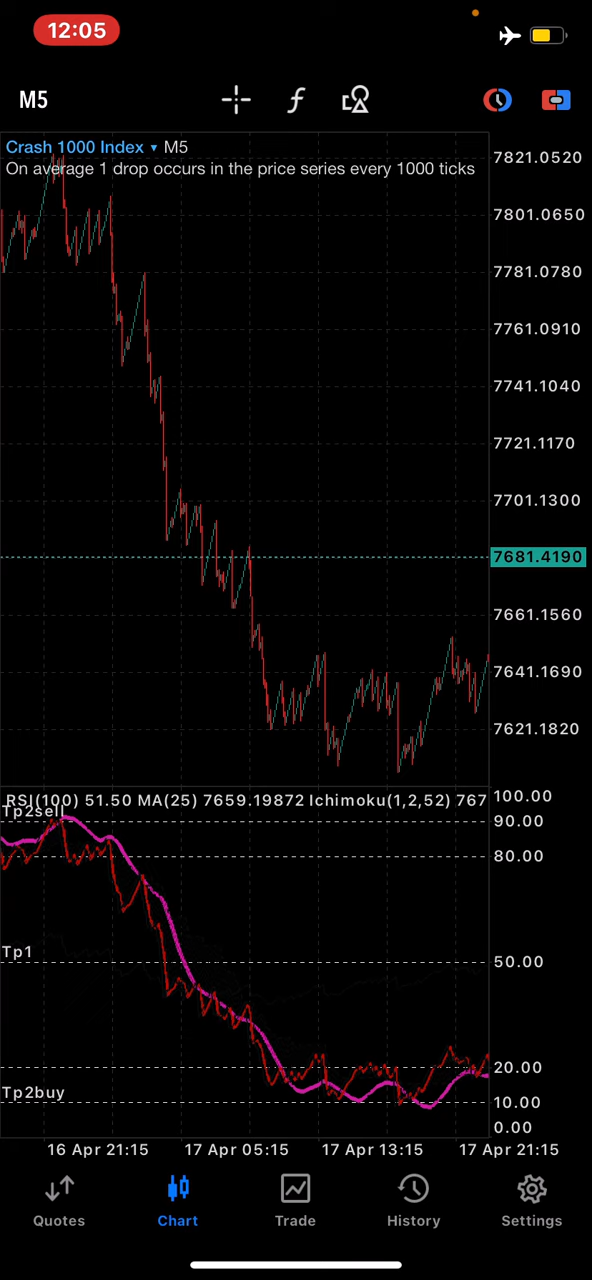 12:05
M5
Crash 1000 Index ▾ M5
On average 1 drop occurs in the price series every 1000 ticks
7821.0520
7801.0650
7781.0780
7761.0910
7741.1040
7721.1170
7701.1300
7681.4190
7661.1560
7641.1690
7621.1820
RSI(100) 51.50 MA(25) 7659.19872 Ichimoku(1,2,52) 767
100.00
Tp2sell
90.00
80.00
Tp1
50.00
20.00
Tp2buy
10.00
0.00
16 Apr 21:15 17 Apr 05:15 17 Apr 13:15 17 Apr 21:15
Quotes Chart Trade History Settings